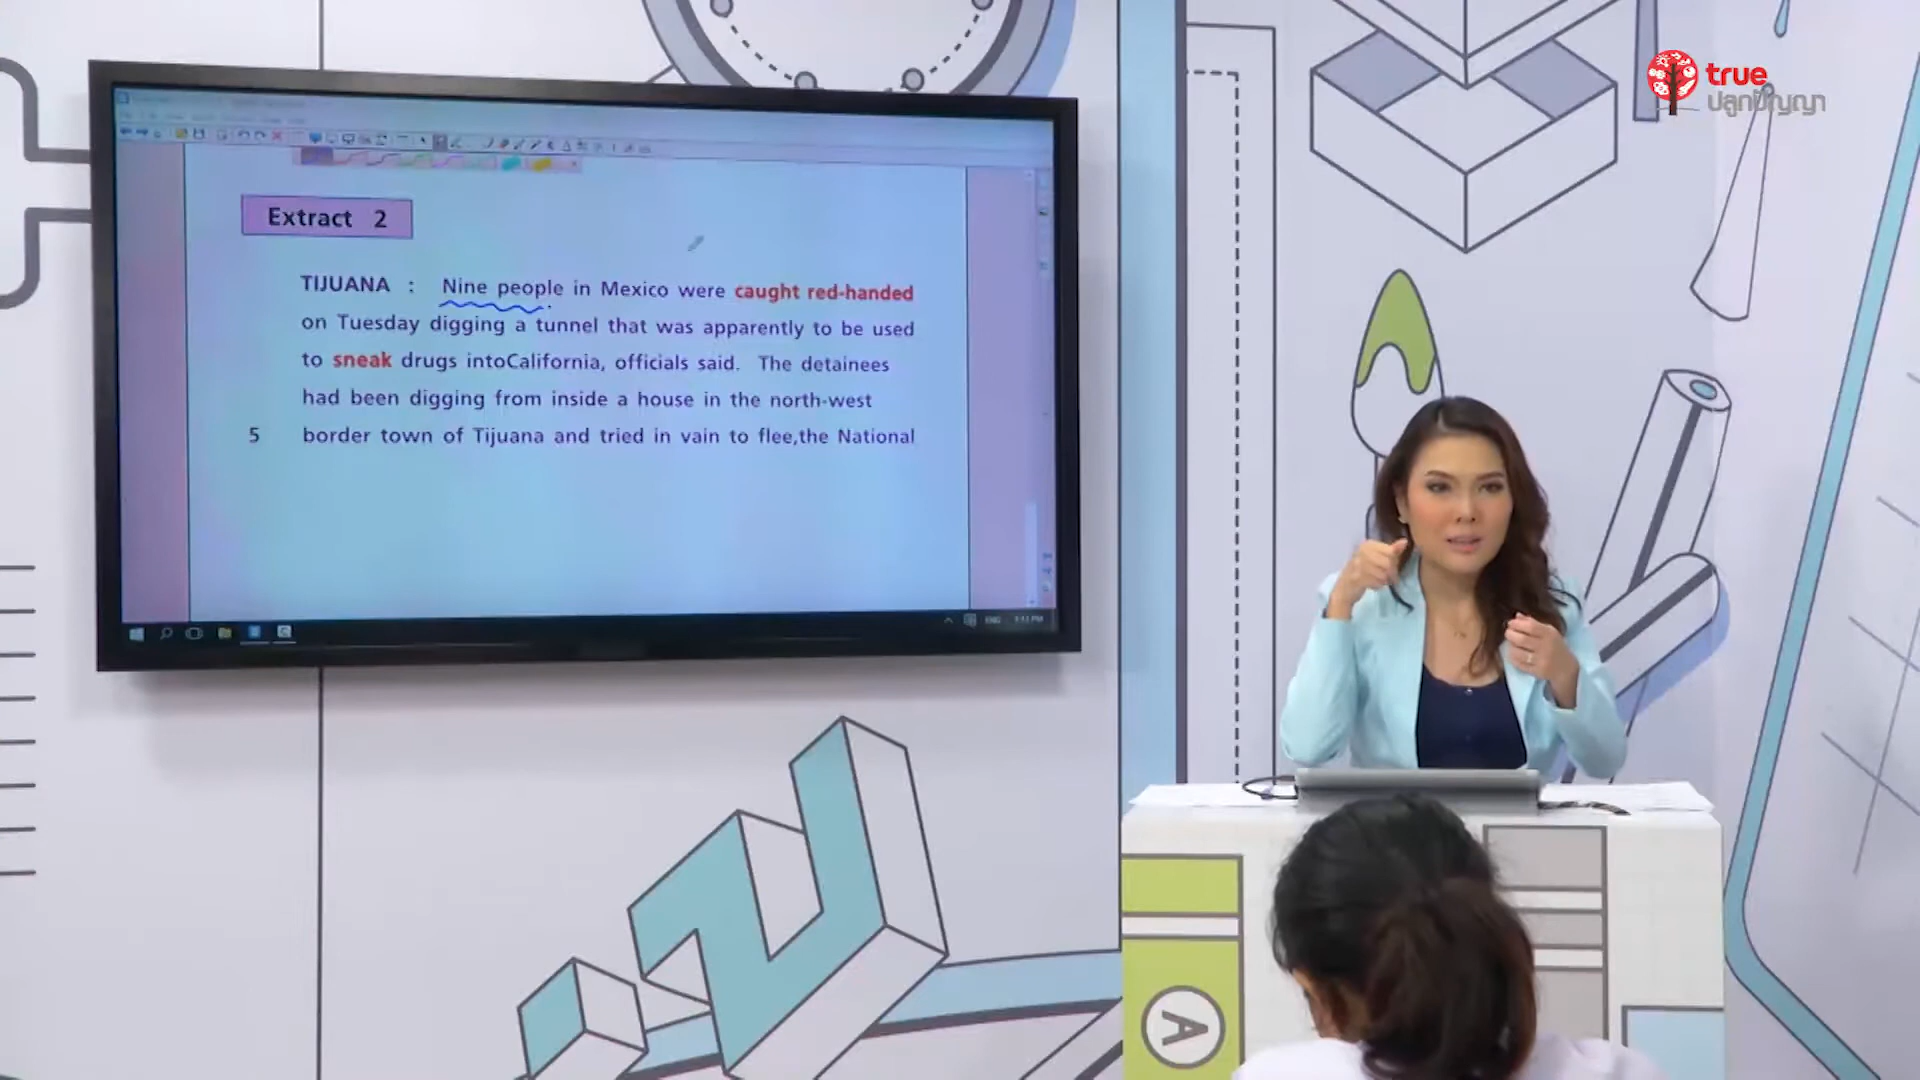 true
ปลูกปัญญา
Extract 2
TIJUANA : Nine people in Mexico were caught red-handed
on Tuesday digging a tunnel that was apparently to be used
to sneak drugs intoCalifornia, officials said. The detainees
had been digging from inside a house in the north-west
5 border town of Tijuana and tried in vain to flee,the National
ENG
A